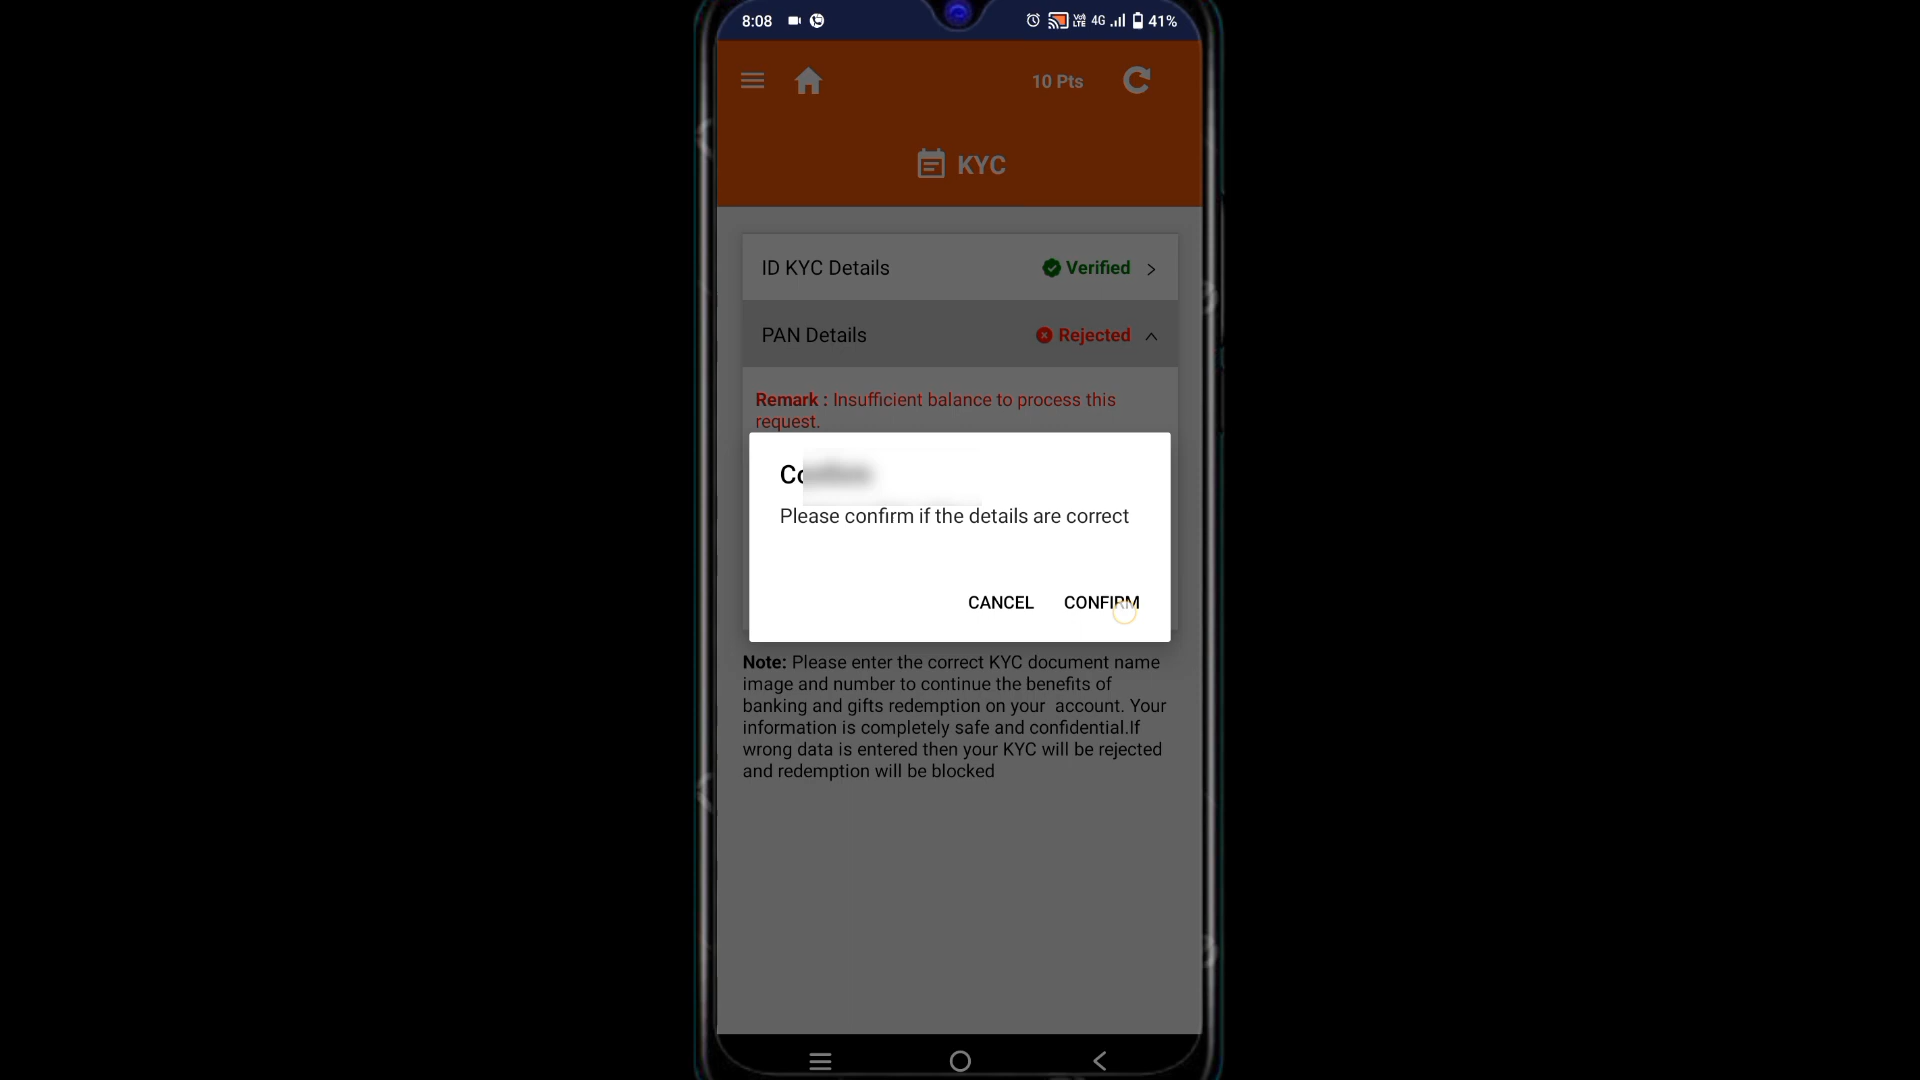 8:08 4G 41%
10 Pts
KYC
ID KYC Details Verified
PAN Details Rejected
Remark : Insufficient balance to process this
request.
Please confirm if the details are correct
CANCEL CONFIRM
Note: Please enter the correct KYC document name
image and number to continue the benefits of
banking and gifts redemption on your account. Your
information is completely safe and confidential.If
wrong data is entered then your KYC will be rejected
and redemption will be blocked